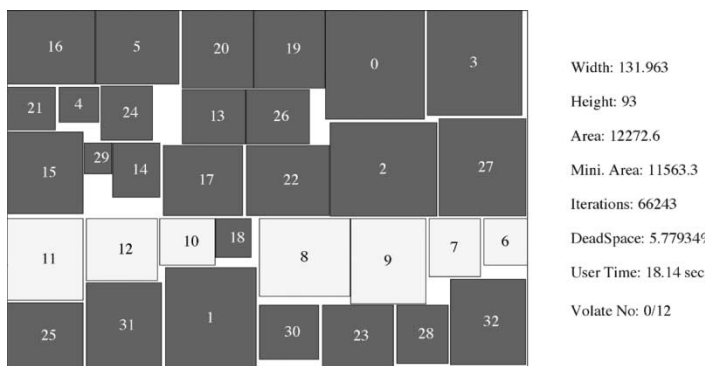 16 5 20 19 0 3
21 4 24 13 26
15 29 14 17 22 2 27
11 12 10 18 8 9 7 6
25 31 1 30 23 28 32
Width: 131.963
Height: 93
Area: 12272.6
Mini. Area: 11563.3
Iterations: 66243
DeadSpace: 5.77934%
User Time: 18.14 sec
Volate No: 0/12